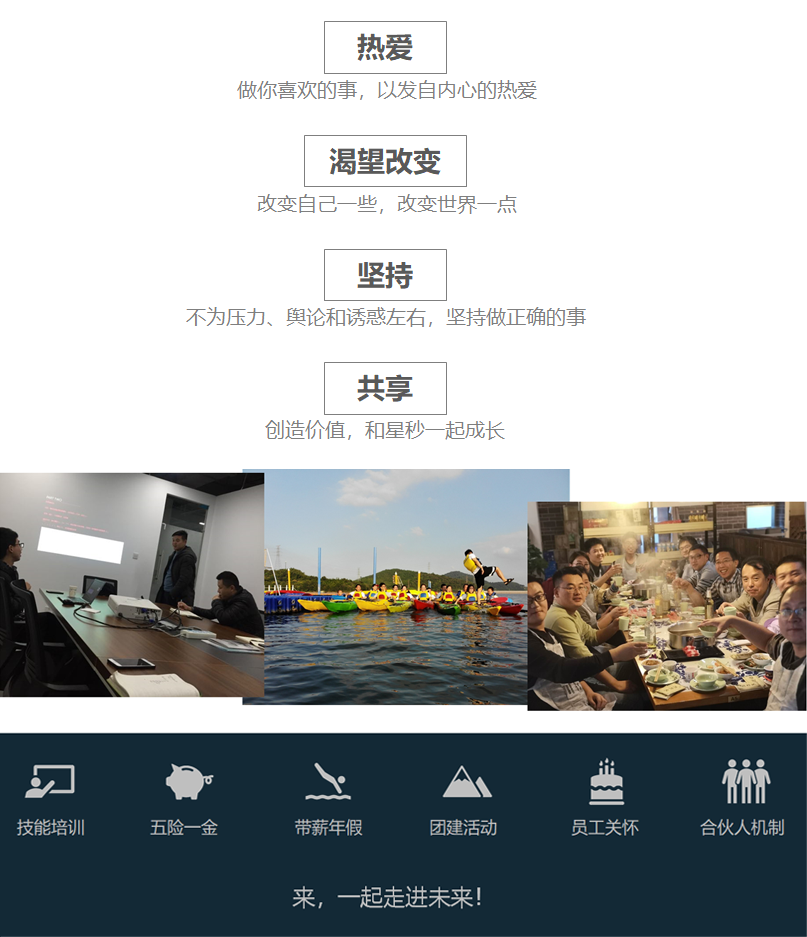 热爱
做你喜欢的事，以发自内心的热爱
渴望改变
改变自己一些，改变世界一点
坚持
不为压力、舆论和诱惑左右，坚持做正确的事
共享
创造价值，和星秒一起成长
技能培训
五险一金
带薪年假
团建活动
员工关怀
合伙人机制
来，一起走进未来！